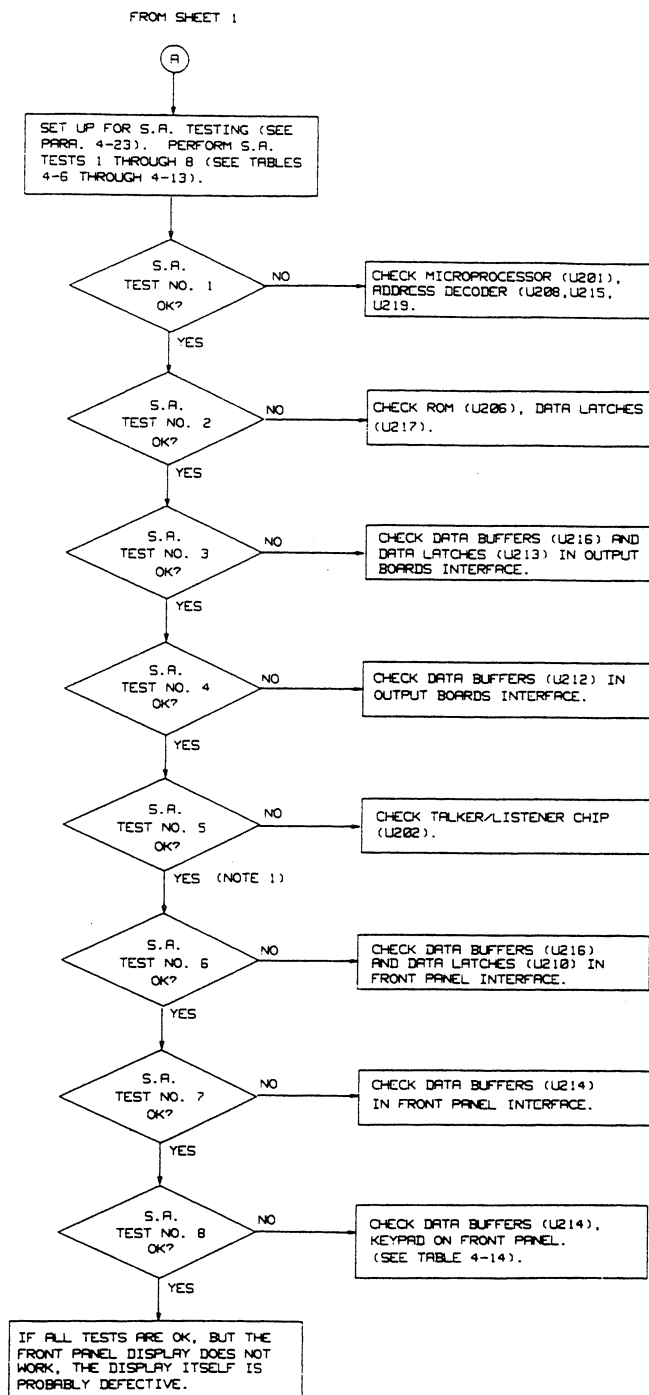 FROM SHEET 1
A
SET UP FOR S.A. TESTING (SEE
PARA. 4-23). PERFORM S.A.
TESTS 1 THROUGH 8 (SEE TABLES
4-6 THROUGH 4-13).
S.A.
TEST NO. 1
OK?
NO
CHECK MICROPROCESSOR (U201),
ADDRESS DECODER (U208,U215,
U219.
YES
S.A.
TEST NO. 2
OK?
NO
CHECK ROM (U206), DATA LATCHES
(U217).
YES
S.A.
TEST NO. 3
OK?
NO
CHECK DATA BUFFERS (U216) AND
DATA LATCHES (U213) IN OUTPUT
BOARDS INTERFACE.
YES
S.A.
TEST NO. 4
OK?
NO
CHECK DATA BUFFERS (U212) IN
OUTPUT BOARDS INTERFACE.
YES
S.A.
TEST NO. 5
OK?
NO
CHECK TALKER/LISTENER CHIP
(U202).
YES (NOTE 1)
S.A.
TEST NO. 6
OK?
NO
CHECK DATA BUFFERS (U216)
AND DATA LATCHES (U210) IN
FRONT PANEL INTERFACE.
YES
S.A.
TEST NO. 7
OK?
NO
CHECK DATA BUFFERS (U214)
IN FRONT PANEL INTERFACE.
YES
S.A.
TEST NO. 8
OK?
NO
CHECK DATA BUFFERS (U214),
KEYPAD ON FRONT PANEL.
(SEE TABLE 4-14).
YES
IF ALL TESTS ARE OK, BUT THE
FRONT PANEL DISPLAY DOES NOT
WORK, THE DISPLAY ITSELF IS
PROBABLY DEFECTIVE.